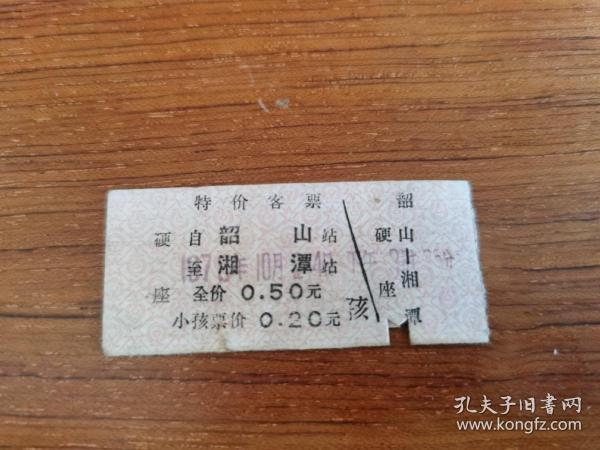 特价客票
硬座
自韶山站
至湘潭站
全价0.50元
小孩票价0.20元
孩
韶山—湘潭
硬座
孔夫子旧书网
www.kongfz.com